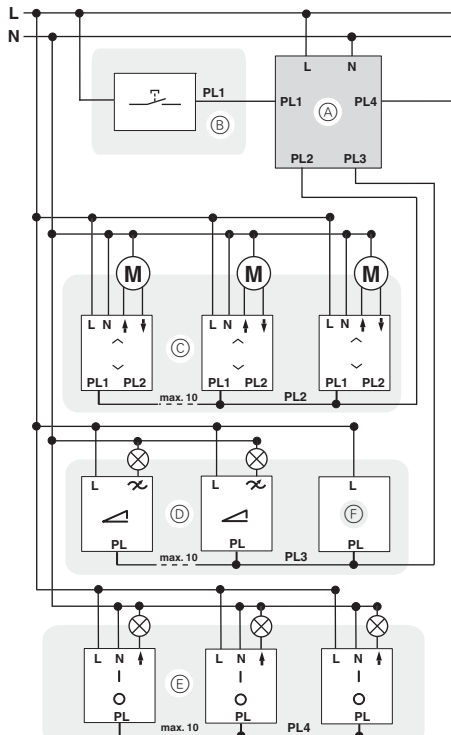 L
N
L N
PL1
PL1 A PL4
B
PL2 PL3
M M M
L N L N L N
C
PL1 PL2 PL1 PL2 PL1 PL2
max. 10 PL2
L L L
D F
PL PL PL
max. 10 PL3
L N L N L N
I I I
E
O O O
PL PL PL
max. 10 PL4